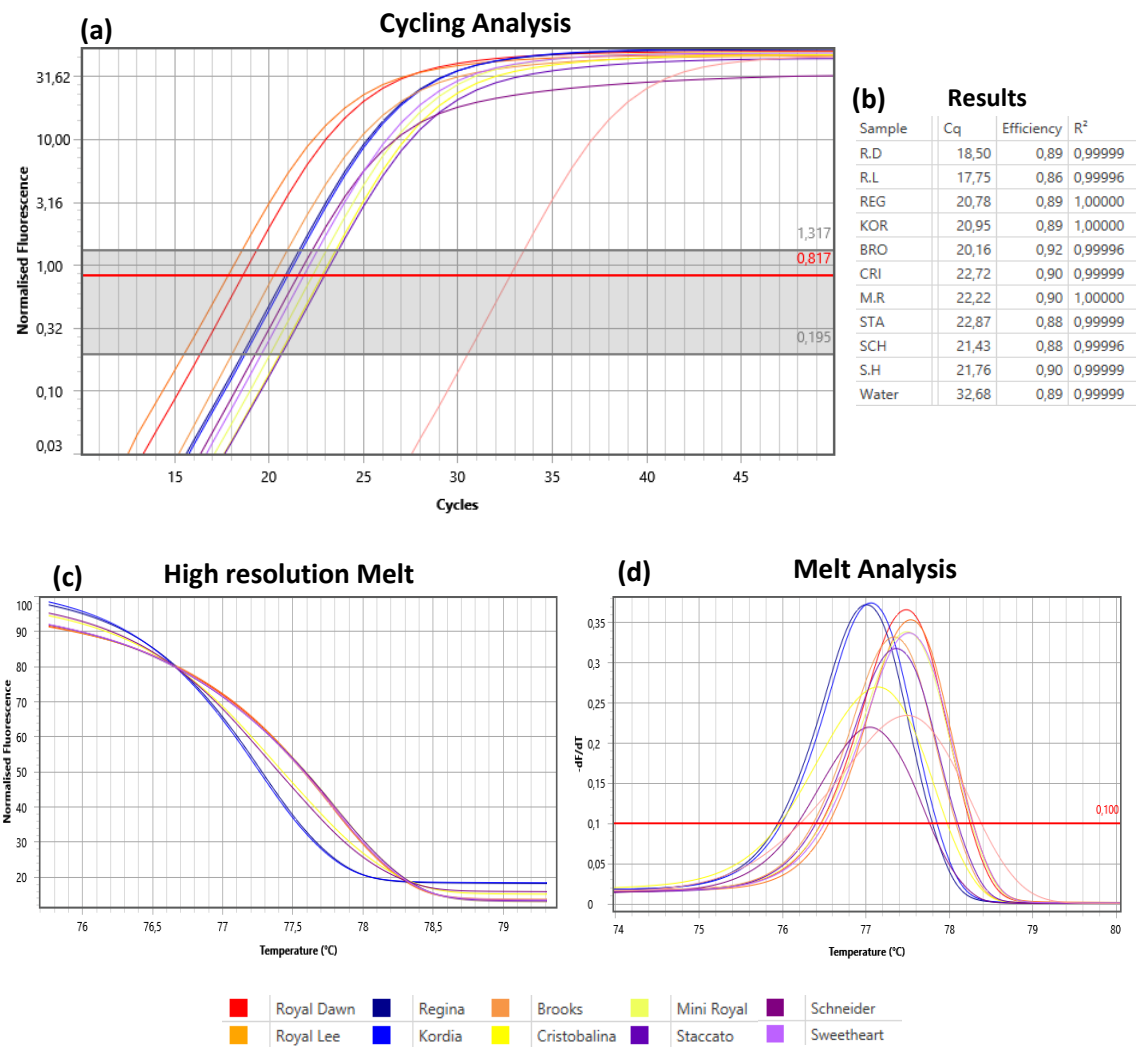 (a) Cycling Analysis
Normalised Fluorescence
31,62
10,00
3,16
1,00
0,32
0,10
0,03
1,317
0,817
0,195
15 20 25 30 35 40 45
Cycles
(b) Results
Sample Cq Efficiency R²
R.D 18,50 0,89 0,99999
R.L 17,75 0,86 0,99996
REG 20,78 0,89 1,00000
KOR 20,95 0,89 1,00000
BRO 20,16 0,92 0,99996
CRI 22,72 0,90 0,99999
M.R 22,22 0,90 1,00000
STA 22,87 0,88 0,99999
SCH 21,43 0,88 0,99996
S.H 21,76 0,90 0,99999
Water 32,68 0,89 0,99999
(c) High resolution Melt
Normalised Fluorescence
100
90
80
70
60
50
40
30
20
76 76,5 77 77,5 78 78,5 79
Temperature (°C)
(d) Melt Analysis
-dF/dT
0,35
0,3
0,25
0,2
0,15
0,1
0,05
0
0,100
74 75 76 77 78 79 80
Temperature (°C)
Royal Dawn Regina Brooks Mini Royal Schneider
Royal Lee Kordia Cristobalina Staccato Sweetheart